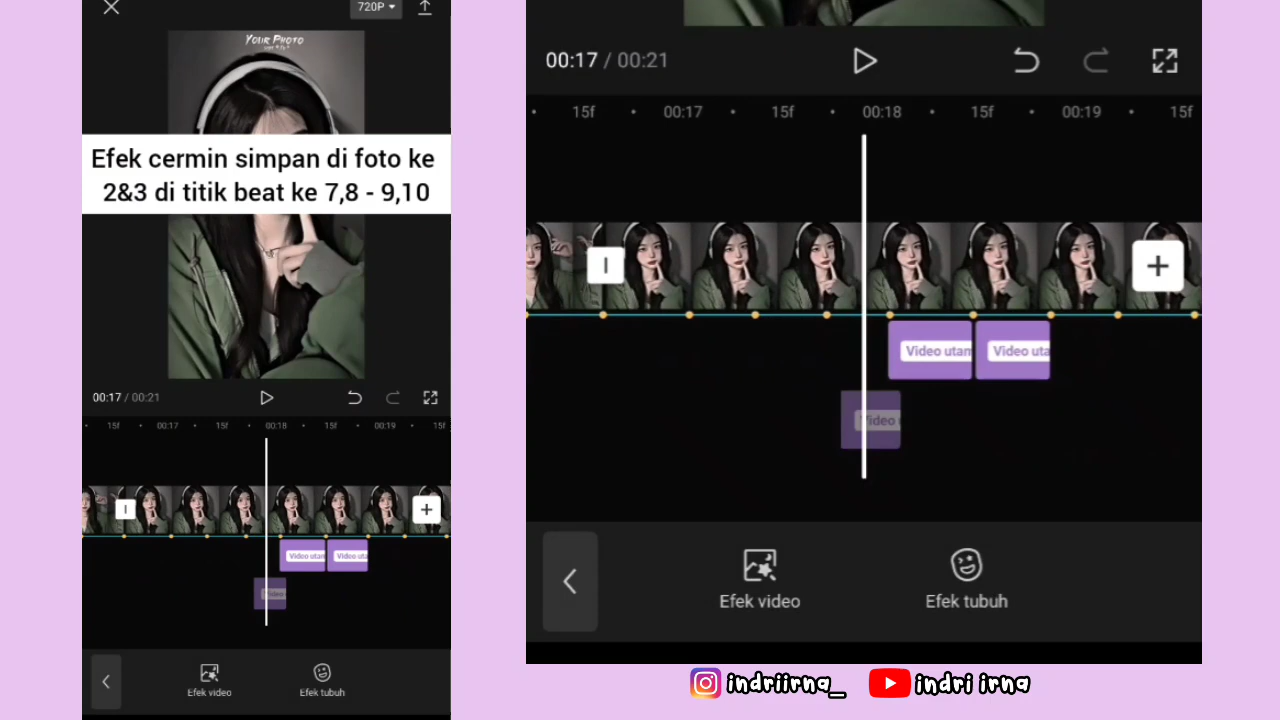 720P
YOUR PHOTO
Efek cermin simpan di foto ke
2&3 di titik beat ke 7,8 - 9,10
00:17 / 00:21
15f 00:17 15f 00:18 15f 00:19 15f
Video utam Video uta
Video
Efek video Efek tubuh
00:17 / 00:21
15f 00:17 15f 00:18 15f 00:19 15f
Video utam Video uta
Video u
Efek video Efek tubuh
indriirna_ indri irna